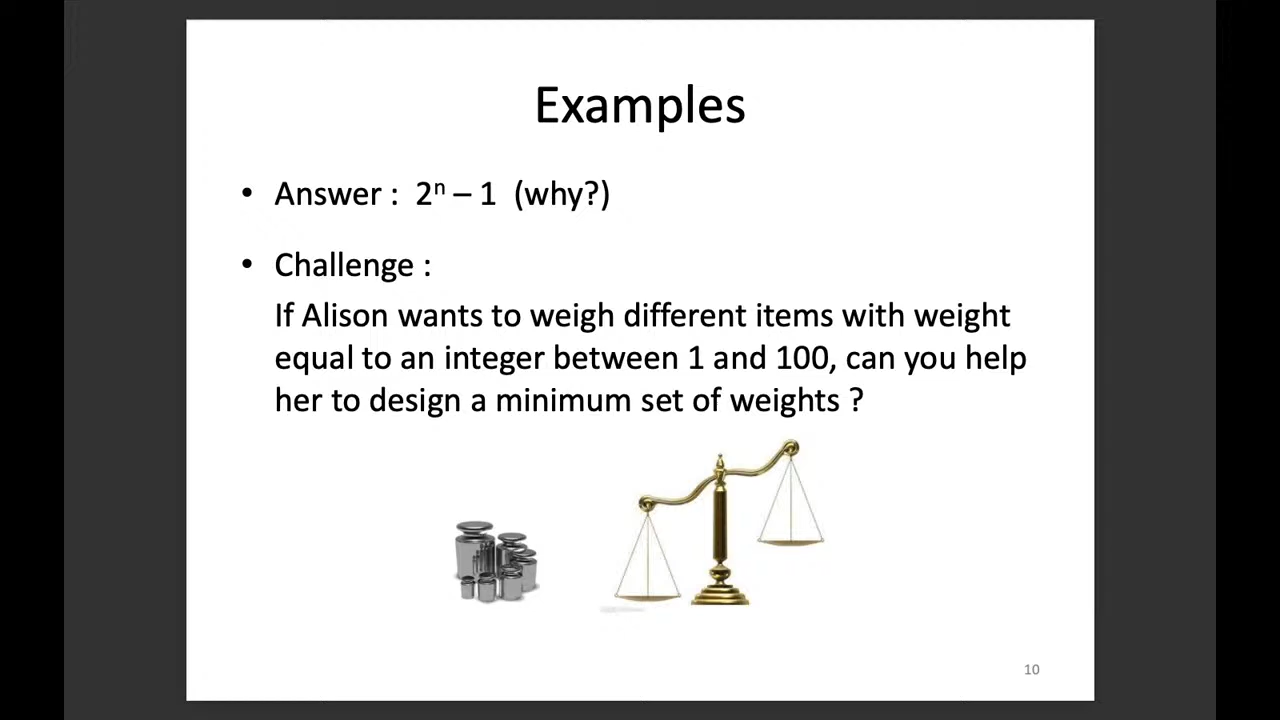 Examples
• Answer : 2ⁿ – 1 (why?)
• Challenge :
If Alison wants to weigh different items with weight
equal to an integer between 1 and 100, can you help
her to design a minimum set of weights ?
10